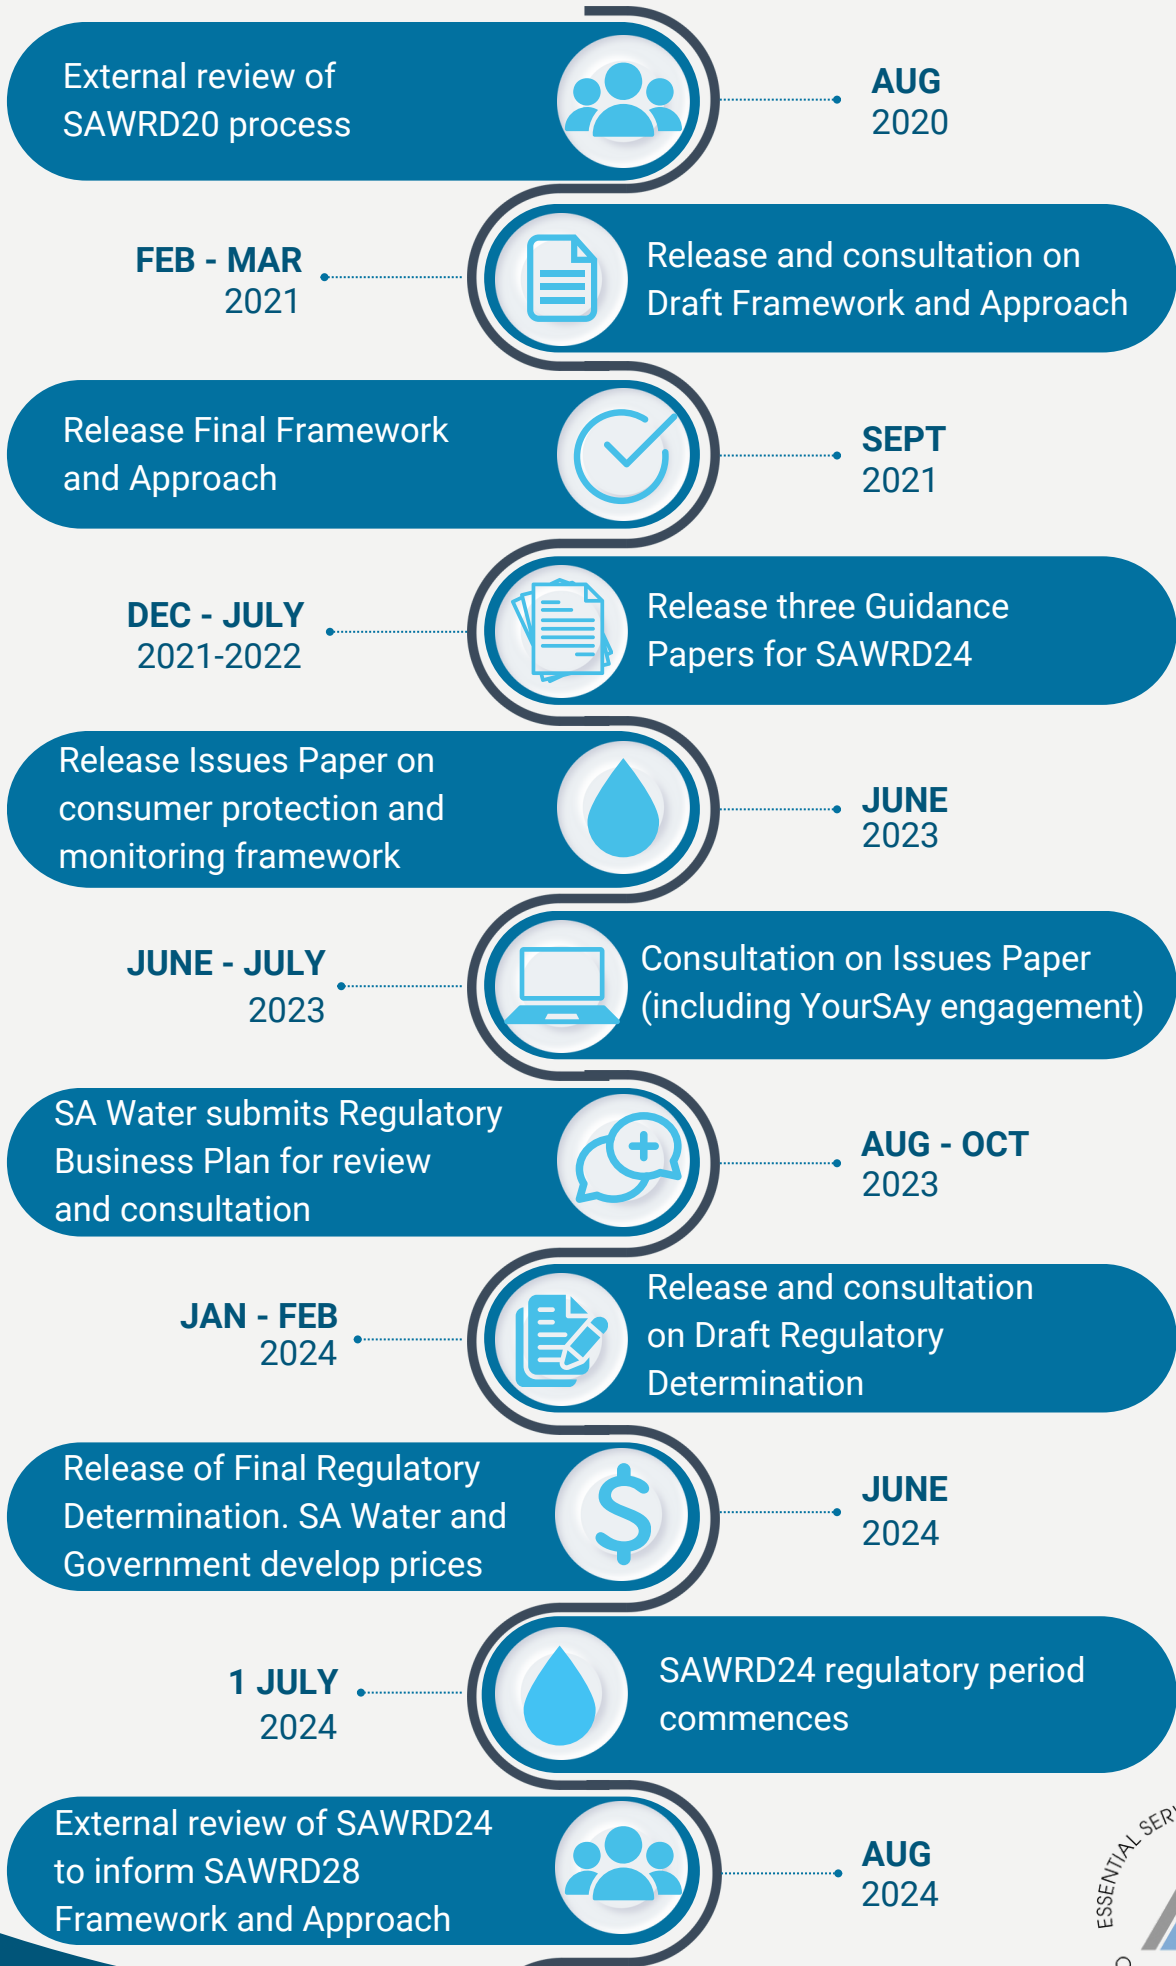 External review of
SAWRD20 process
AUG
2020
FEB - MAR
2021
Release and consultation on
Draft Framework and Approach
Release Final Framework
and Approach
SEPT
2021
DEC - JULY
2021-2022
Release three Guidance
Papers for SAWRD24
Release Issues Paper on
consumer protection and
monitoring framework
JUNE
2023
JUNE - JULY
2023
Consultation on Issues Paper
(including YourSAy engagement)
SA Water submits Regulatory
Business Plan for review
and consultation
AUG - OCT
2023
JAN - FEB
2024
Release and consultation
on Draft Regulatory
Determination
Release of Final Regulatory
Determination. SA Water and
Government develop prices
JUNE
2024
1 JULY
2024
SAWRD24 regulatory period
commences
External review of SAWRD24
to inform SAWRD28
Framework and Approach
AUG
2024
ESSENTIAL